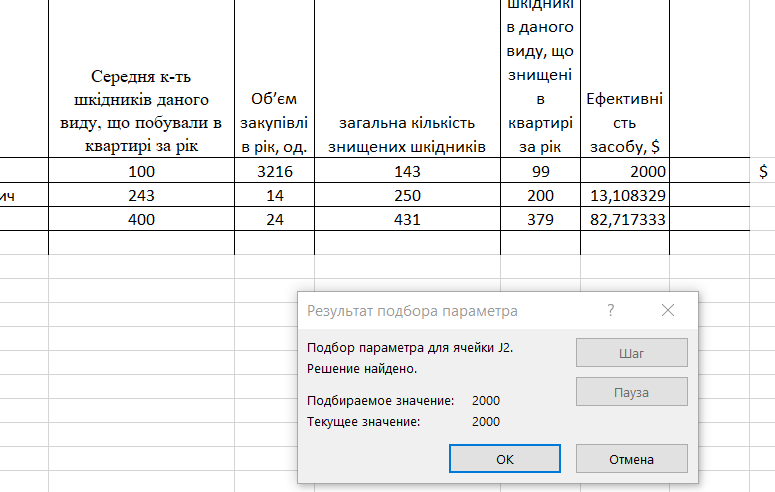 шкідникі
в даного
виду, що
знищені
в
квартирі
за рік
Середня к-ть
шкідників даного
виду, що побували в
квартирі за рік
Об’єм
закупівлі
в рік, од.
загальна кількість
знищених шкідників
Ефективні
сть
засобу, $
100 3216 143 99 2000 $
ич 243 14 250 200 13,108329
400 24 431 379 82,717333
Результат подбора параметра ? ×
Подбор параметра для ячейки J2.
Решение найдено.
Подбираемое значение: 2000
Текущее значение: 2000
Шаг
Пауза
ОК
Отмена